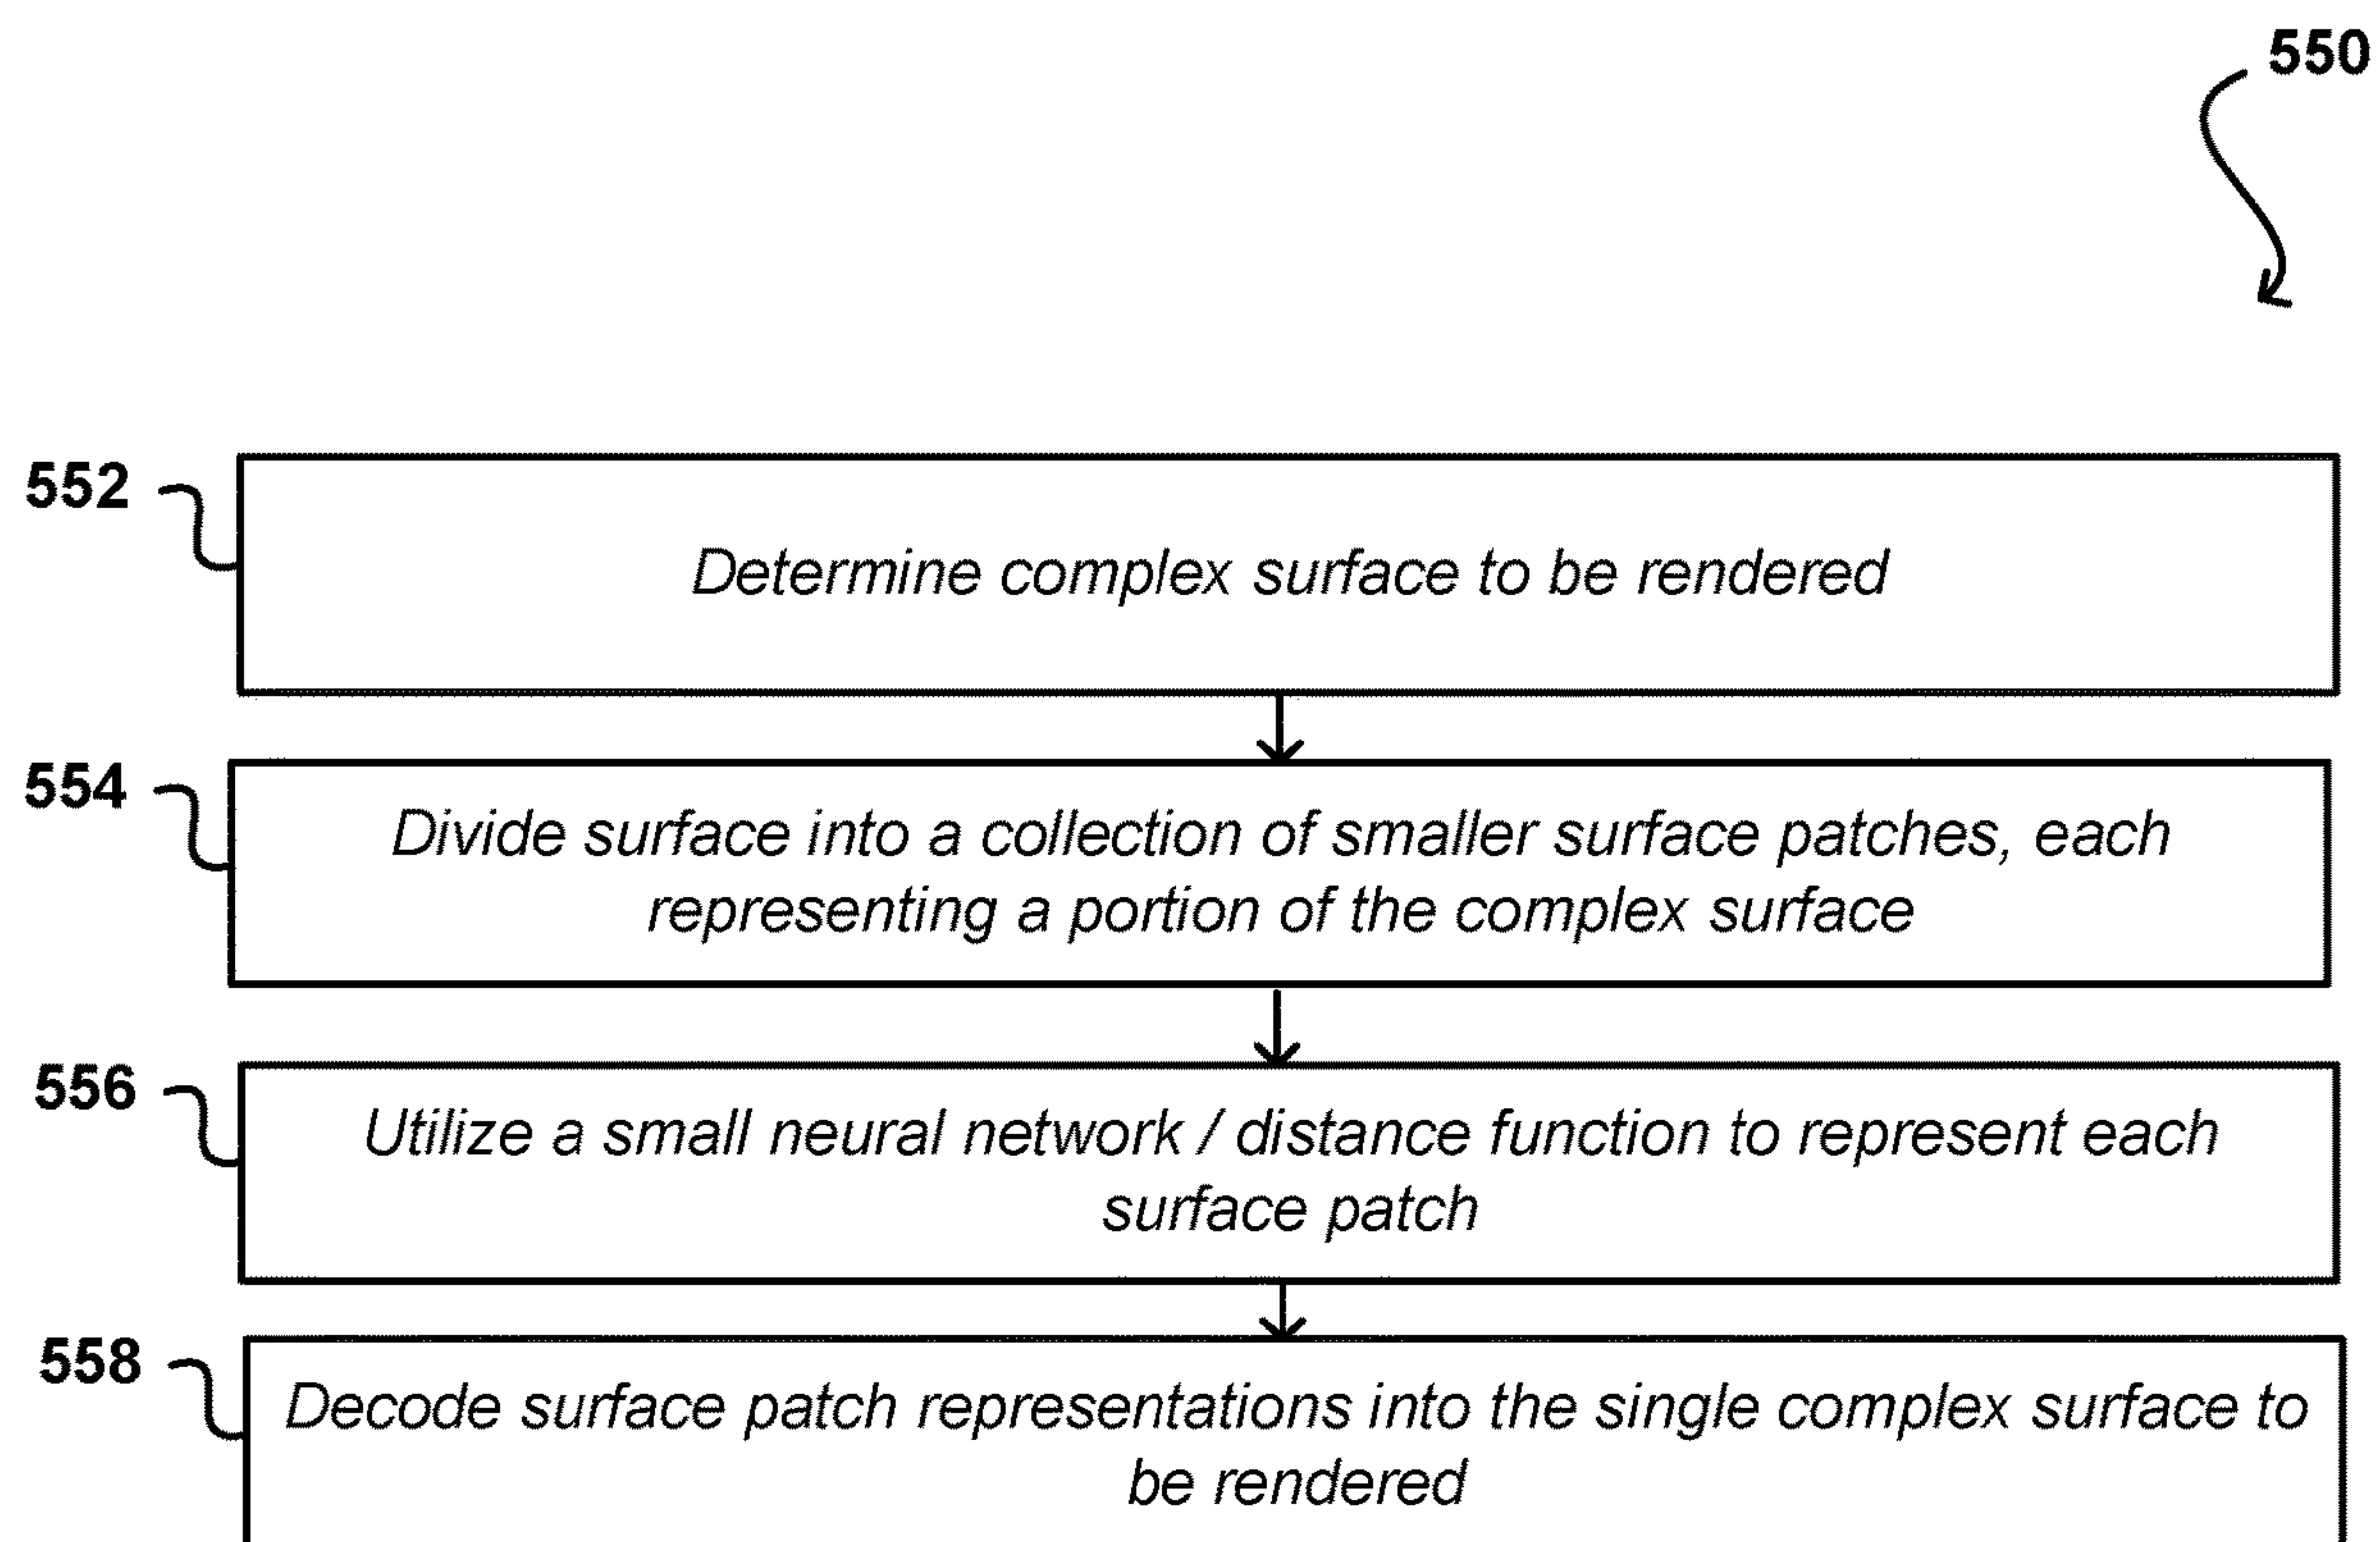 550
552
Determine complex surface to be rendered
554
Divide surface into a collection of smaller surface patches, each
representing a portion of the complex surface
556
Utilize a small neural network / distance function to represent each
surface patch
558
Decode surface patch representations into the single complex surface to
be rendered